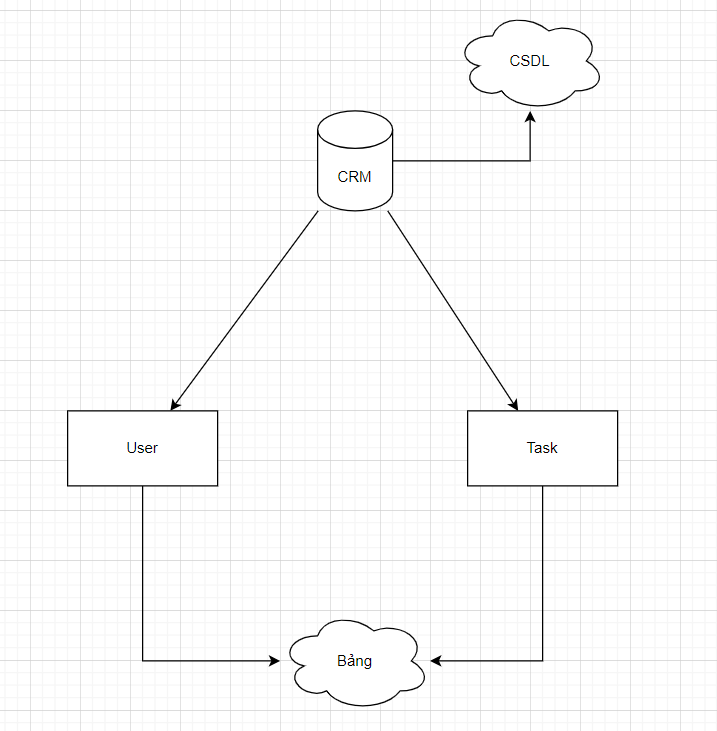 CSDL
CRM
User
Task
Bảng